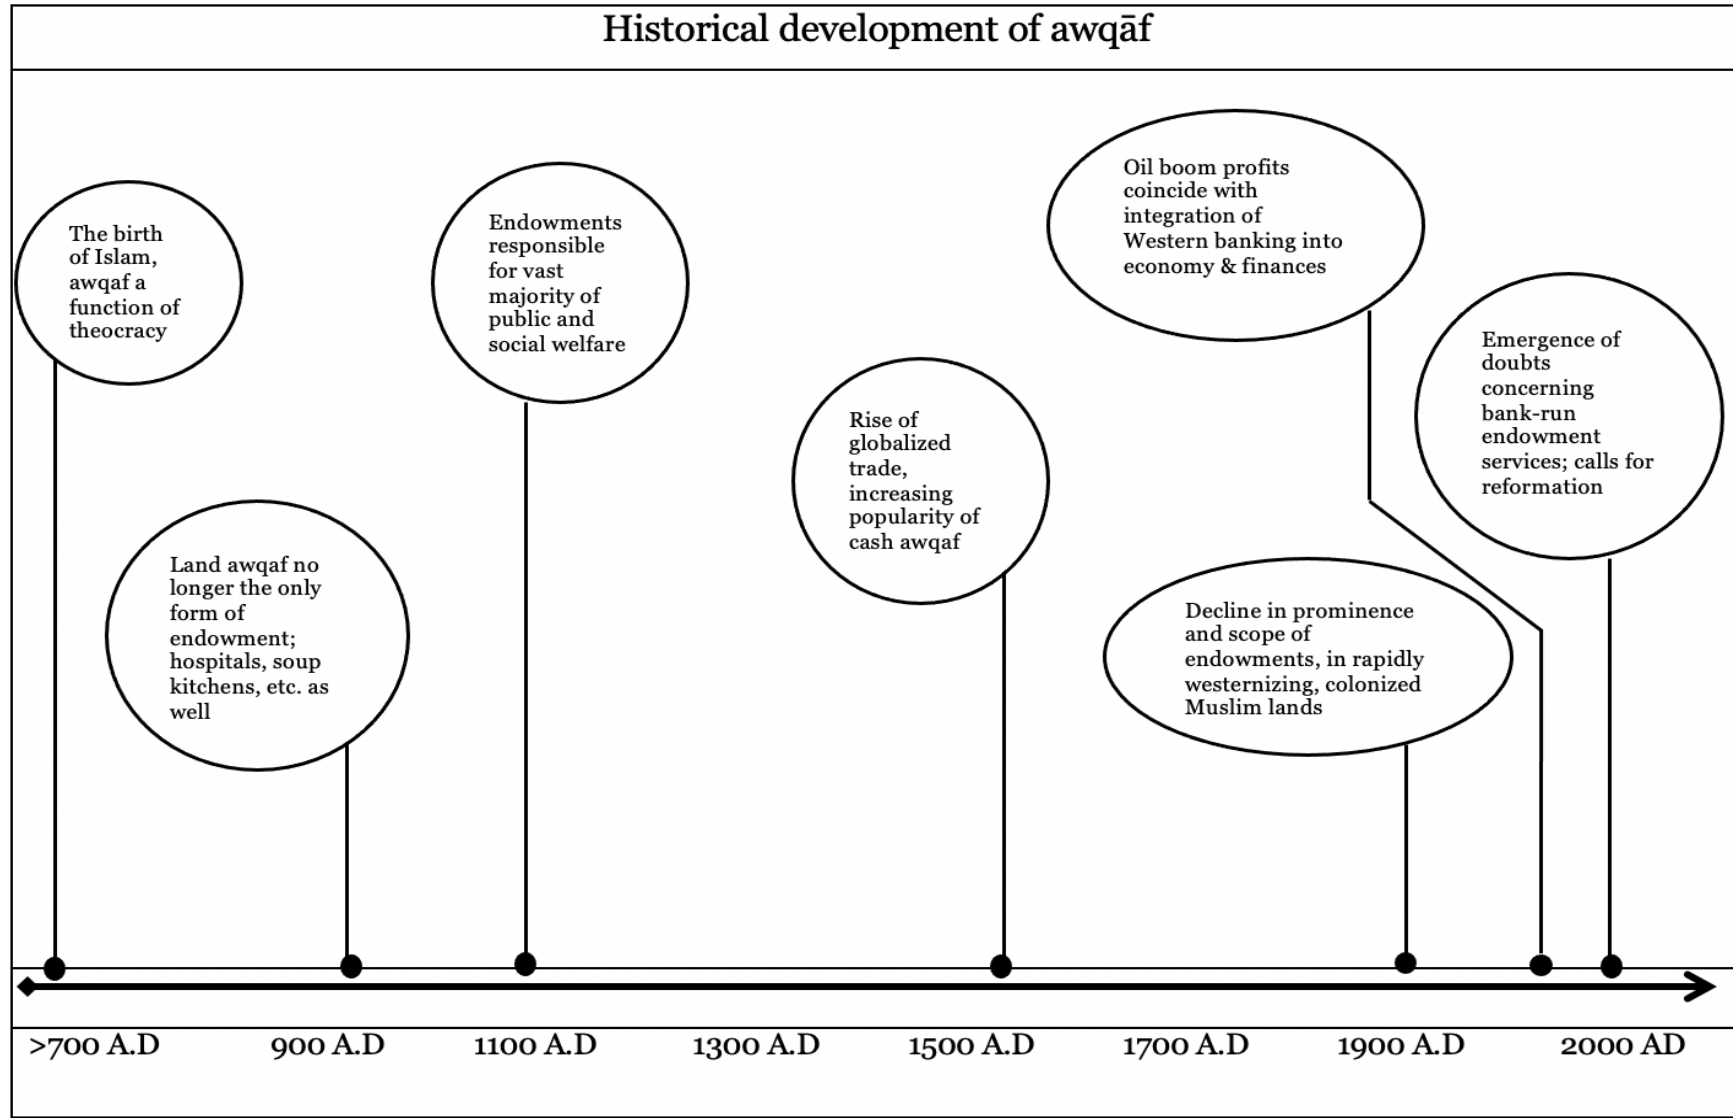 Historical development of awqāf
The birth
of Islam,
awqaf a
function of
theocracy
Land awqaf no
longer the only
form of
endowment;
hospitals, soup
kitchens, etc. as
well
Endowments
responsible
for vast
majority of
public and
social welfare
Rise of
globalized
trade,
increasing
popularity of
cash awqaf
Oil boom profits
coincide with
integration of
Western banking into
economy & finances
Decline in prominence
and scope of
endowments, in rapidly
westernizing, colonized
Muslim lands
Emergence of
doubts
concerning
bank-run
endowment
services; calls for
reformation
>700 A.D 900 A.D 1100 A.D 1300 A.D 1500 A.D 1700 A.D 1900 A.D 2000 AD